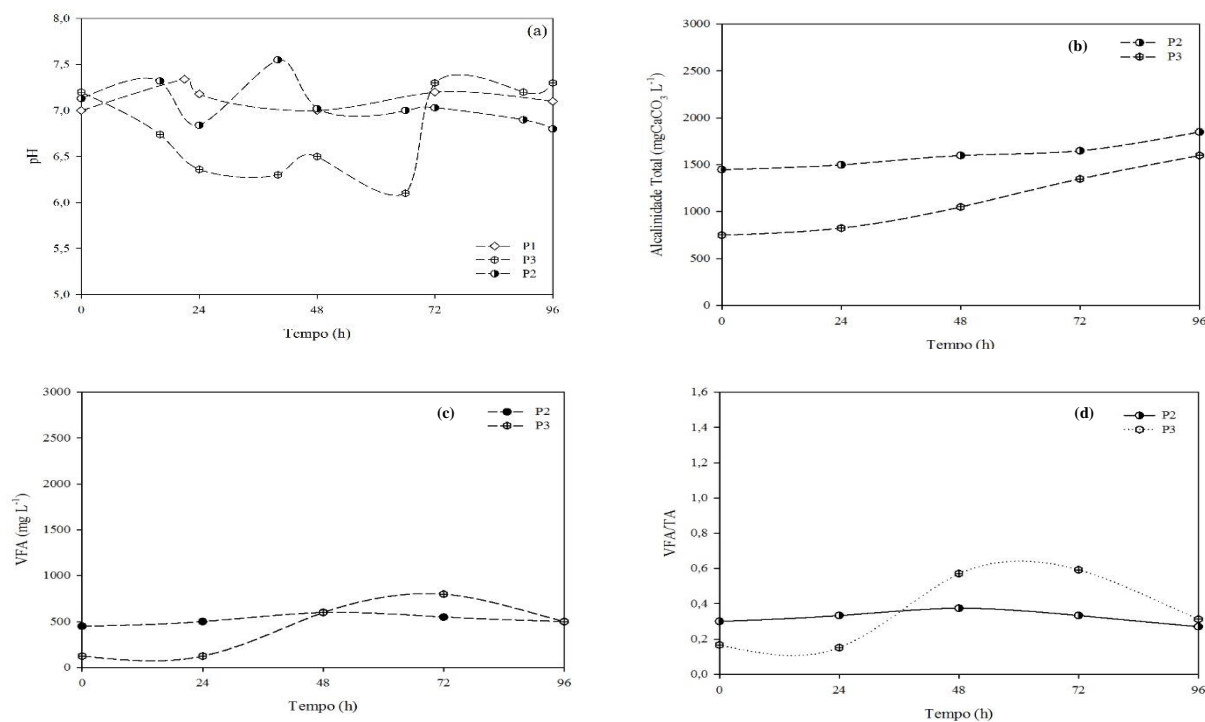 8,0
7,5
7,0
6,5
6,0
5,5
5,0
pH
(a)
P1
P3
P2
0 24 48 72 96
Tempo (h)
3000
2500
2000
1500
1000
500
0
Alcalinidade Total (mgCaCO3 L-1)
(b)
P2
P3
0 24 48 72 96
Tempo (h)
3000
2500
2000
1500
1000
500
0
VFA (mg L-1)
(c)
P2
P3
0 24 48 72 96
Tempo (h)
1,6
1,4
1,2
1,0
0,8
0,6
0,4
0,2
0,0
VFA/TA
(d)
P2
P3
0 24 48 72 96
Tempo (h)